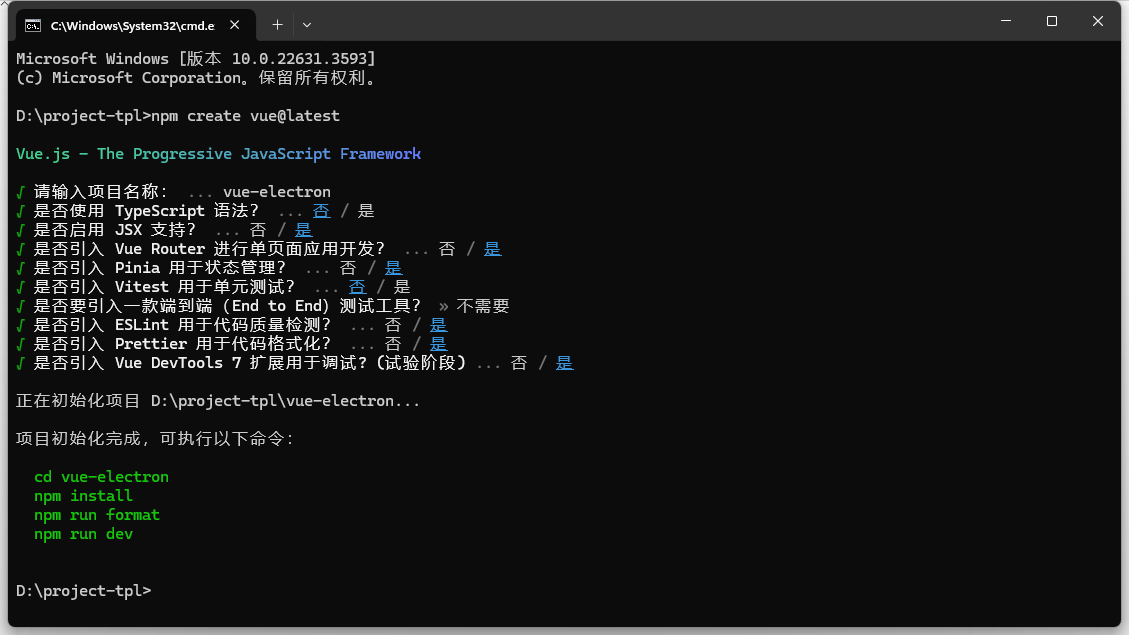 C:\Windows\System32\cmd.e
Microsoft Windows [版本 10.0.22631.3593]
(c) Microsoft Corporation。保留所有权利。
D:\project-tpl>npm create vue@latest
Vue.js - The Progressive JavaScript Framework
√ 请输入项目名称： ... vue-electron
√ 是否使用 TypeScript 语法？ ... 否 / 是
√ 是否启用 JSX 支持？ ... 否 / 是
√ 是否引入 Vue Router 进行单页面应用开发？ ... 否 / 是
√ 是否引入 Pinia 用于状态管理？ ... 否 / 是
√ 是否引入 Vitest 用于单元测试？ ... 否 / 是
√ 是否要引入一款端到端（End to End）测试工具？ » 不需要
√ 是否引入 ESLint 用于代码质量检测？ ... 否 / 是
√ 是否引入 Prettier 用于代码格式化？ ... 否 / 是
√ 是否引入 Vue DevTools 7 扩展用于调试？(试验阶段) ... 否 / 是
正在初始化项目 D:\project-tpl\vue-electron...
项目初始化完成，可执行以下命令：
cd vue-electron
npm install
npm run format
npm run dev
D:\project-tpl>